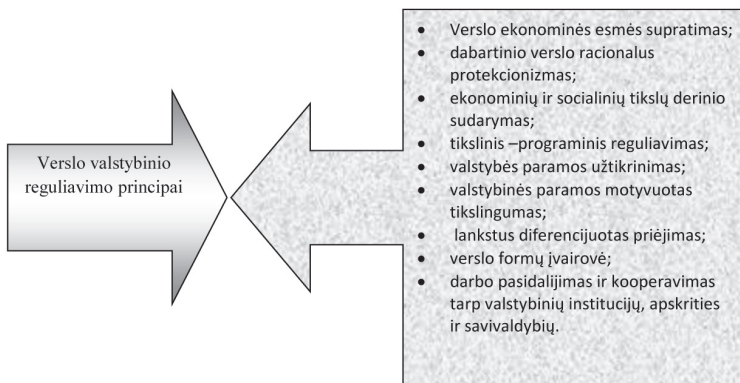 Verslo valstybinio
reguliavimo principai
• Verslo ekonominės esmės supratimas;
• dabartinio verslo racionalus
protekcionizmas;
• ekonominių ir socialinių tikslų derinio
sudarymas;
• tikslinis –programinis reguliavimas;
• valstybės paramos užtikrinimas;
• valstybinės paramos motyvuotas
tikslingumas;
• lankstus diferencijuotas priėjimas;
• verslo formų įvairovė;
• darbo pasidalijimas ir kooperavimas
tarp valstybinių institucijų, apskrities
ir savivaldybių.